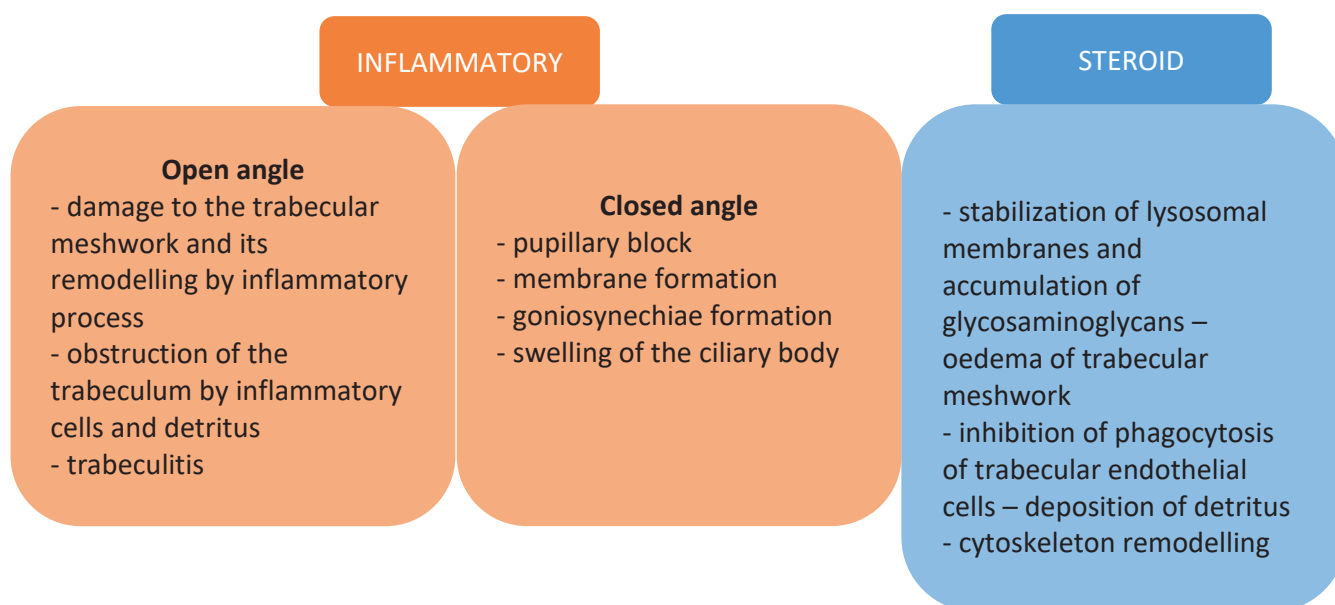 INFLAMMATORY
Open angle
- damage to the trabecular
meshwork and its
remodelling by inflammatory
process
- obstruction of the
trabeculum by inflammatory
cells and detritus
- trabeculitis
Closed angle
- pupillary block
- membrane formation
- goniosynechiae formation
- swelling of the ciliary body
STEROID
- stabilization of lysosomal
membranes and
accumulation of
glycosaminoglycans –
oedema of trabecular
meshwork
- inhibition of phagocytosis
of trabecular endothelial
cells – deposition of detritus
- cytoskeleton remodelling